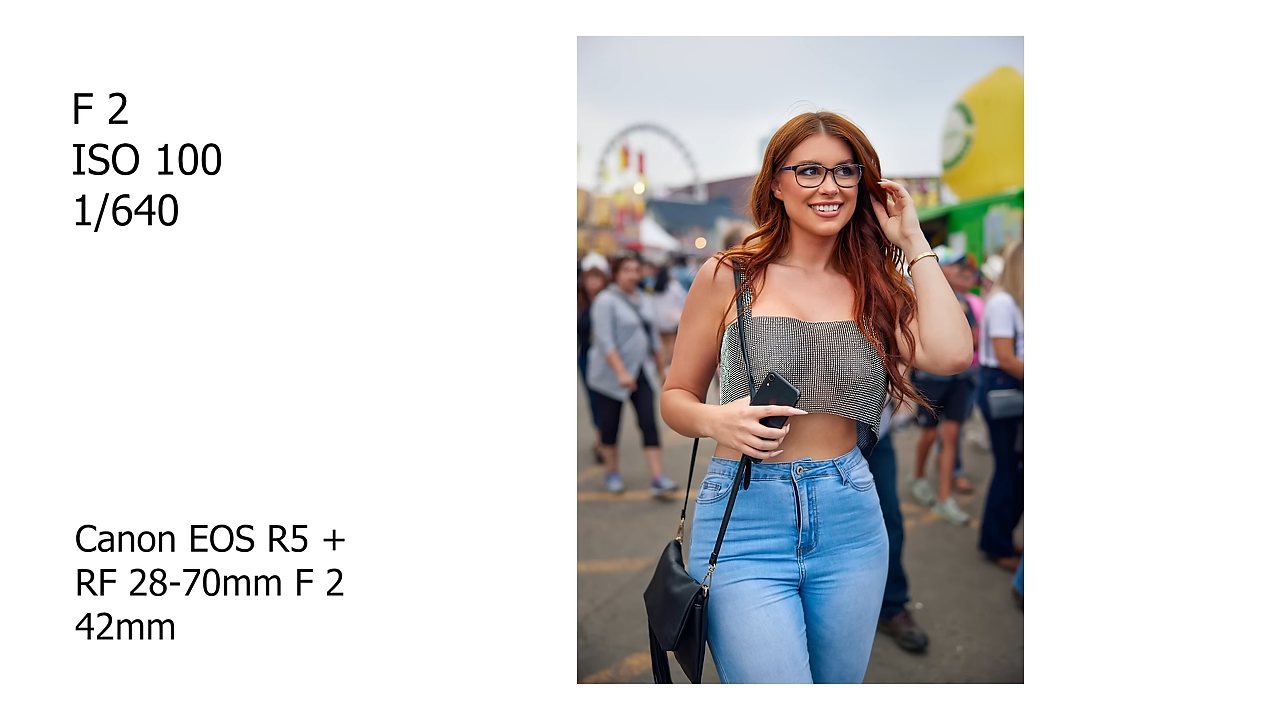 F 2
ISO 100
1/640
Canon EOS R5 +
RF 28-70mm F 2
42mm